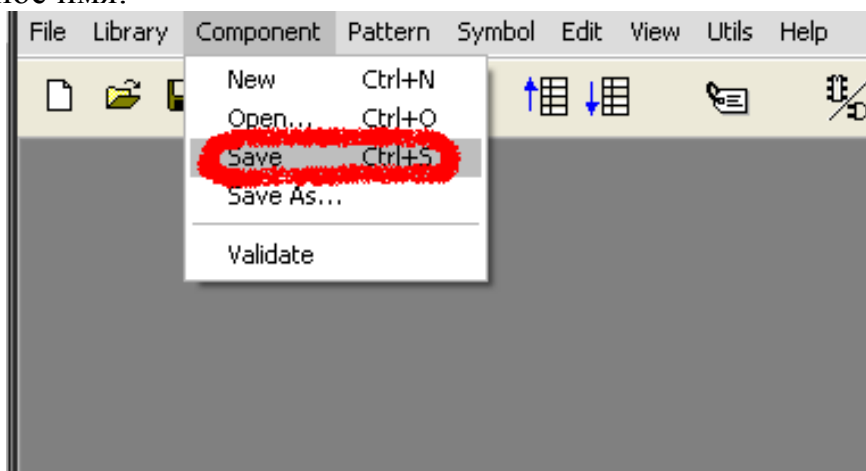 File Library Component Pattern Symbol Edit View Utils Help
New Ctrl+N
Open... Ctrl+O
Save Ctrl+S
Save As...
Validate